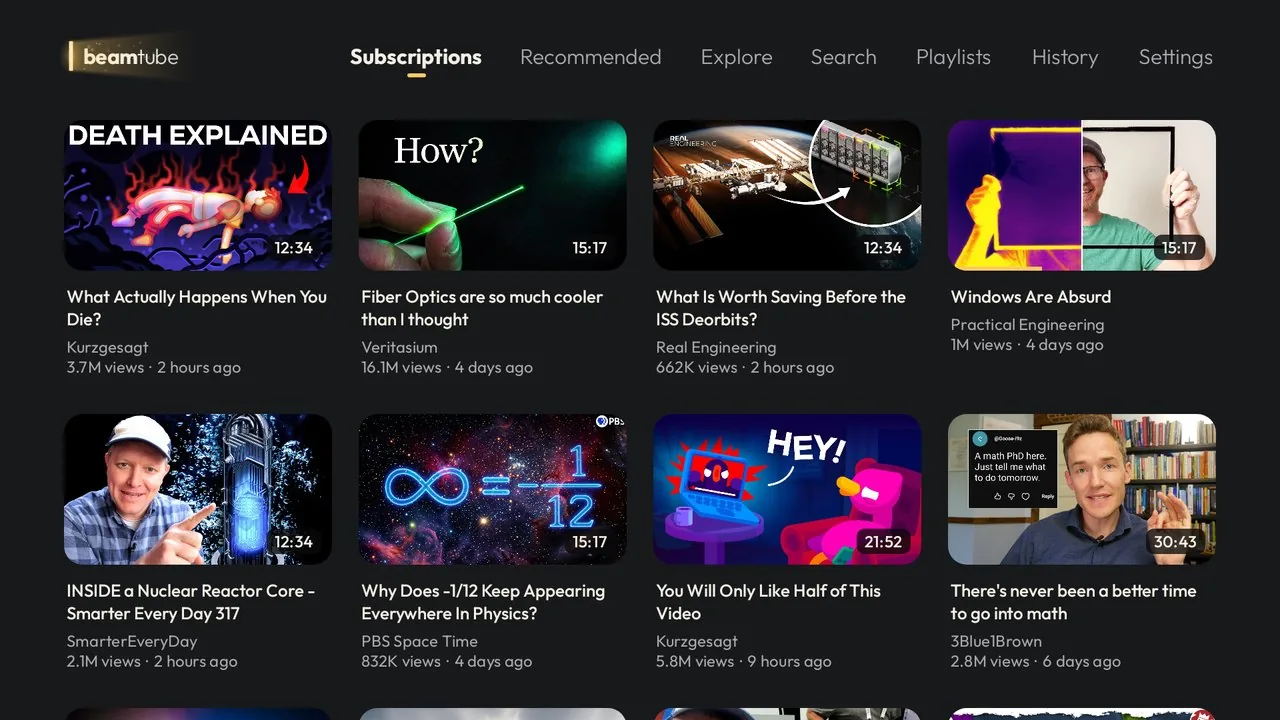 beamtube
Subscriptions Recommended Explore Search Playlists History Settings
DEATH EXPLAINED
12:34
How?
15:17
REAL
ENGINEERING
12:34
15:17
What Actually Happens When You
Die?
Kurzgesagt
3.7M views · 2 hours ago
Fiber Optics are so much cooler
than I thought
Veritasium
16.1M views · 4 days ago
What Is Worth Saving Before the
ISS Deorbits?
Real Engineering
662K views · 2 hours ago
Windows Are Absurd
Practical Engineering
1M views · 4 days ago
12:34
PBS
∞ = 1/12
15:17
HEY!
21:52
A math PhD here.
Just tell me what
to do tomorrow.
Reply
30:43
INSIDE a Nuclear Reactor Core -
Smarter Every Day 317
SmarterEveryDay
2.1M views · 2 hours ago
Why Does -1/12 Keep Appearing
Everywhere In Physics?
PBS Space Time
832K views · 4 days ago
You Will Only Like Half of This
Video
Kurzgesagt
5.8M views · 9 hours ago
There's never been a better time
to go into math
3Blue1Brown
2.8M views · 6 days ago